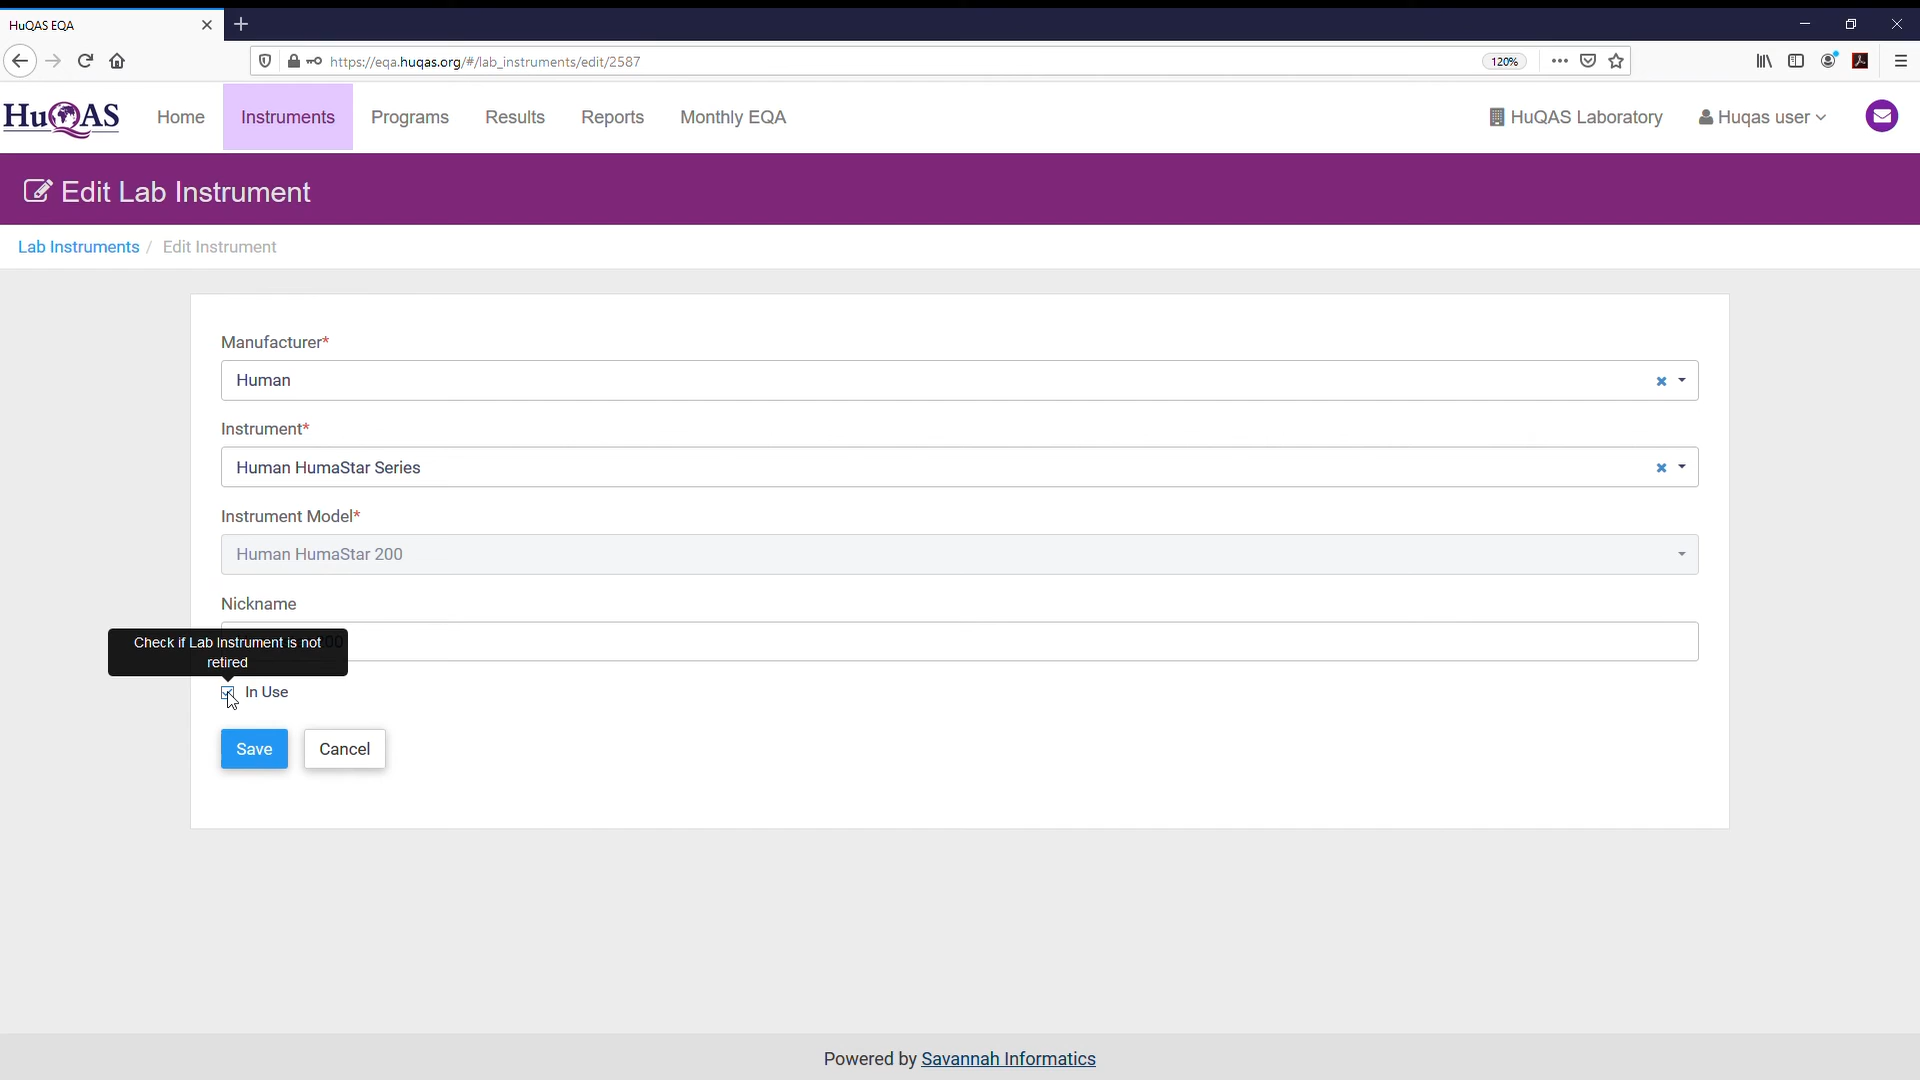 HuQAS EQA
https://eqa.huqas.org/#/lab_instruments/edit/2587
120%
HuQAS
Home
Instruments
Programs
Results
Reports
Monthly EQA
HuQAS Laboratory
Huqas user
Edit Lab Instrument
Lab Instruments / Edit Instrument
Manufacturer*
Human
Instrument*
Human HumaStar Series
Instrument Model*
Human HumaStar 200
Nickname
Check if Lab Instrument is not
retired
In Use
Save
Cancel
Powered by Savannah Informatics